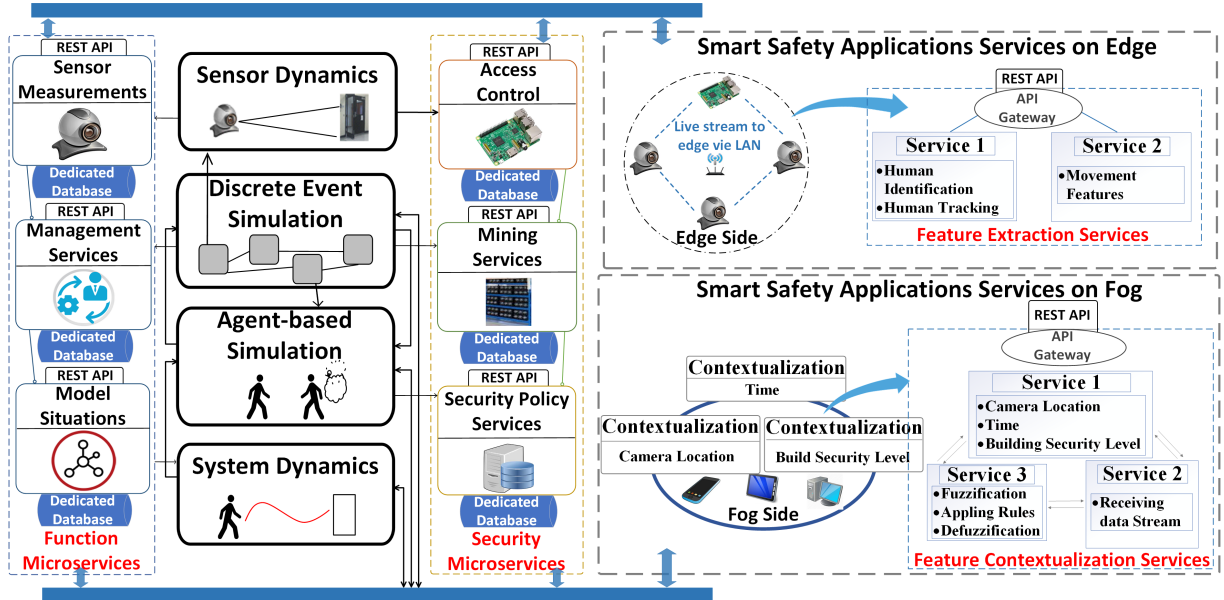 REST API
Sensor
Measurements
Dedicated
Database
REST API
Management
Services
Dedicated
Database
REST API
Model
Situations
Dedicated
Database
Function
Microservices
Sensor Dynamics
Discrete Event
Simulation
Agent-based
Simulation
System Dynamics
REST API
Access
Control
Dedicated
Database
REST API
Mining
Services
Dedicated
Database
REST API
Security Policy
Services
Dedicated
Database
Security
Microservices
Smart Safety Applications Services on Edge
Live stream to
edge via LAN
Edge Side
REST API
API
Gateway
Service 1
•Human
Identification
•Human Tracking
Service 2
•Movement
Features
Feature Extraction Services
Smart Safety Applications Services on Fog
Contextualization
Time
Contextualization
Camera Location
Contextualization
Build Security Level
Fog Side
REST API
API
Gateway
Service 1
•Camera Location
•Time
•Building Security Level
Service 3
•Fuzzification
•Appling Rules
•Defuzzification
Service 2
•Receiving
data Stream
Feature Contextualization Services